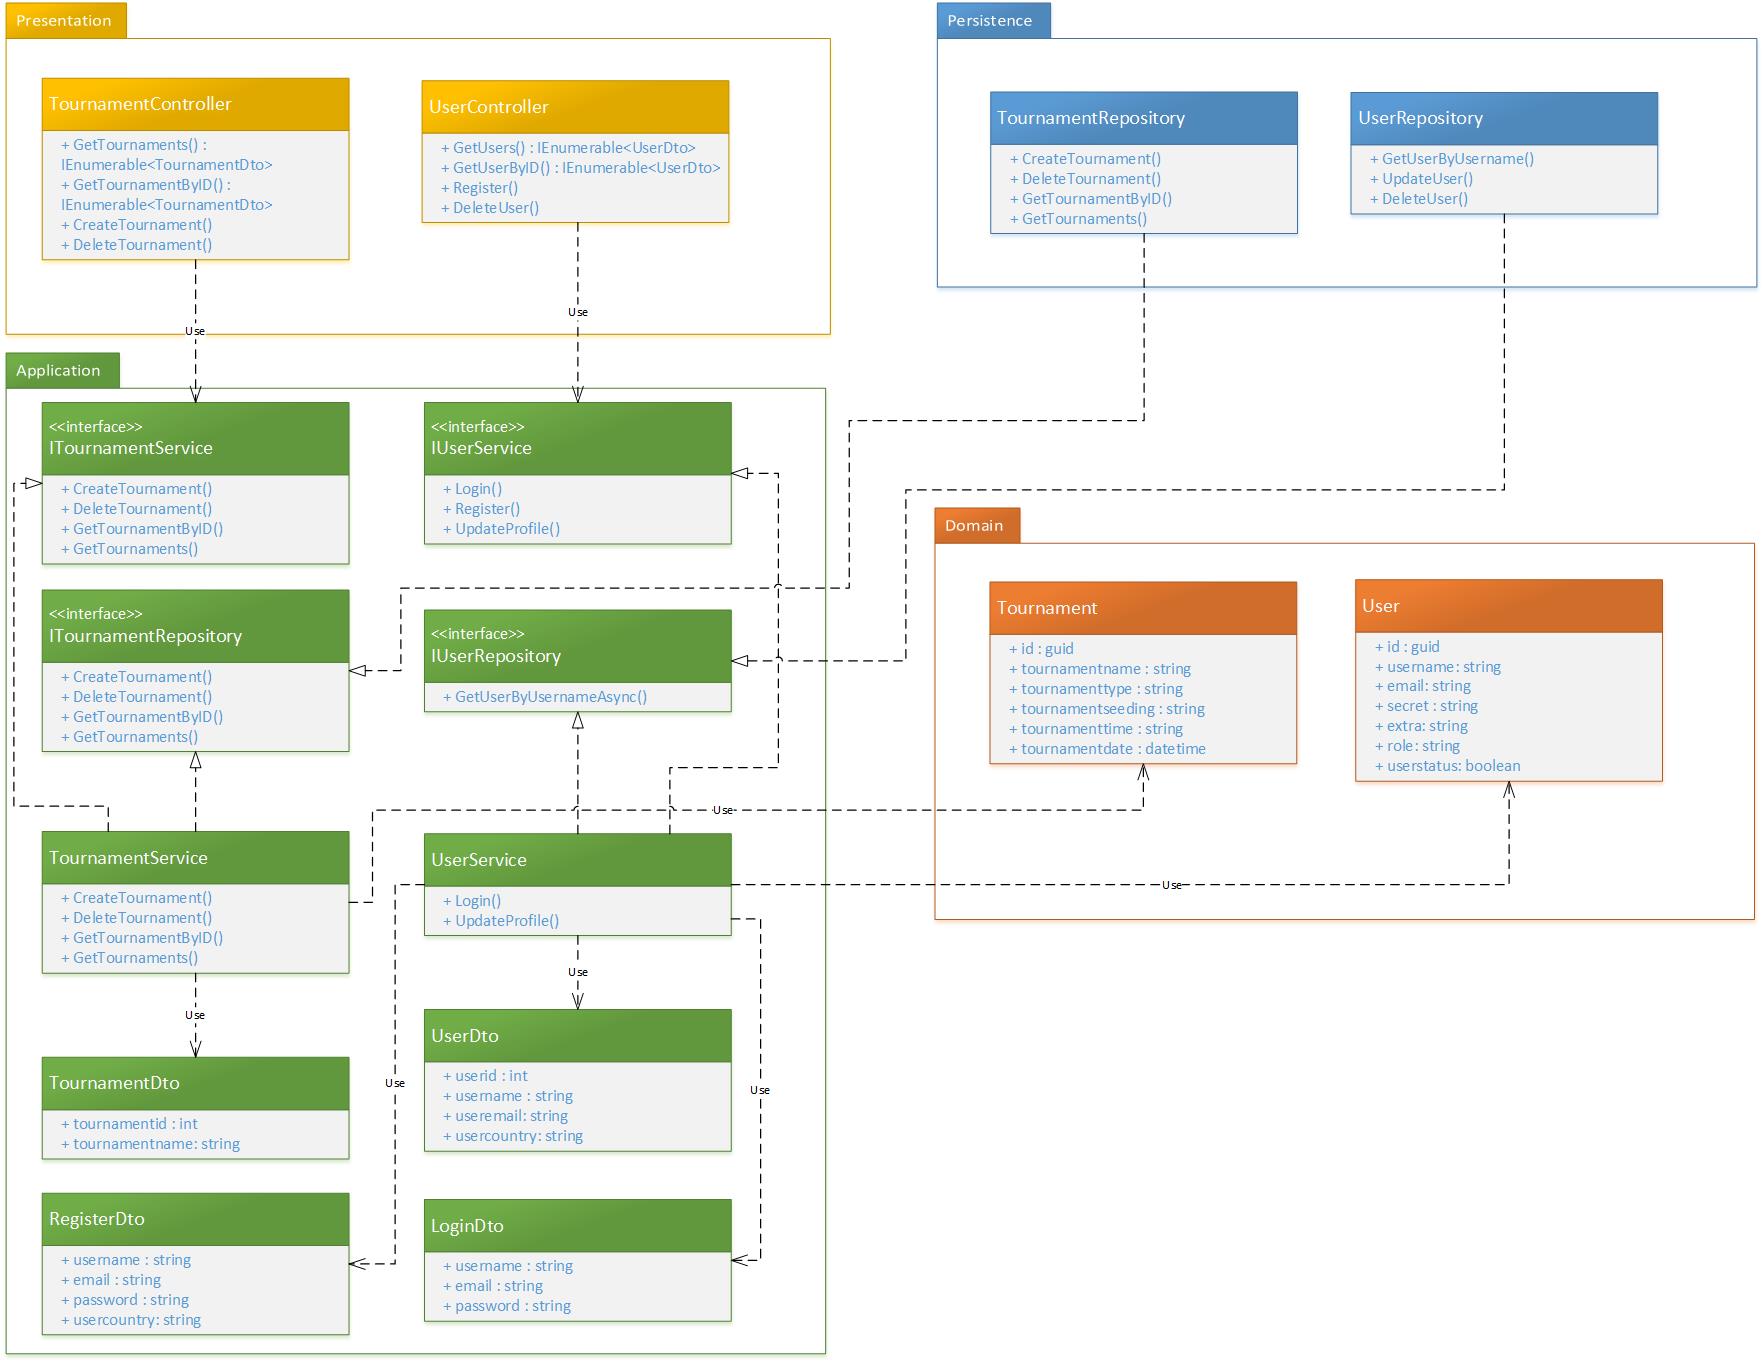 Presentation
TournamentController
+ GetTournaments() :
IEnumerable<TournamentDto>
+ GetTournamentByID() :
IEnumerable<TournamentDto>
+ CreateTournament()
+ DeleteTournament()
UserController
+ GetUsers() : IEnumerable<UserDto>
+ GetUserByID() : IEnumerable<UserDto>
+ Register()
+ DeleteUser()
Use
Use
Persistence
TournamentRepository
+ CreateTournament()
+ DeleteTournament()
+ GetTournamentByID()
+ GetTournaments()
UserRepository
+ GetUserByUsername()
+ UpdateUser()
+ DeleteUser()
Application
<<interface>>
ITournamentService
+ CreateTournament()
+ DeleteTournament()
+ GetTournamentByID()
+ GetTournaments()
<<interface>>
IUserService
+ Login()
+ Register()
+ UpdateProfile()
<<interface>>
ITournamentRepository
+ CreateTournament()
+ DeleteTournament()
+ GetTournamentByID()
+ GetTournaments()
<<interface>>
IUserRepository
+ GetUserByUsernameAsync()
Domain
Tournament
+ id : guid
+ tournamentname : string
+ tournamenttype : string
+ tournamentseeding : string
+ tournamenttime : string
+ tournamentdate : datetime
User
+ id : guid
+ username: string
+ email: string
+ secret : string
+ extra: string
+ role: string
+ userstatus: boolean
Use
Use
TournamentService
+ CreateTournament()
+ DeleteTournament()
+ GetTournamentByID()
+ GetTournaments()
UserService
+ Login()
+ UpdateProfile()
Use
Use
Use
Use
TournamentDto
+ tournamentid : int
+ tournamentname: string
UserDto
+ userid : int
+ username : string
+ useremail: string
+ usercountry: string
RegisterDto
+ username : string
+ email : string
+ password : string
+ usercountry: string
LoginDto
+ username : string
+ email : string
+ password : string